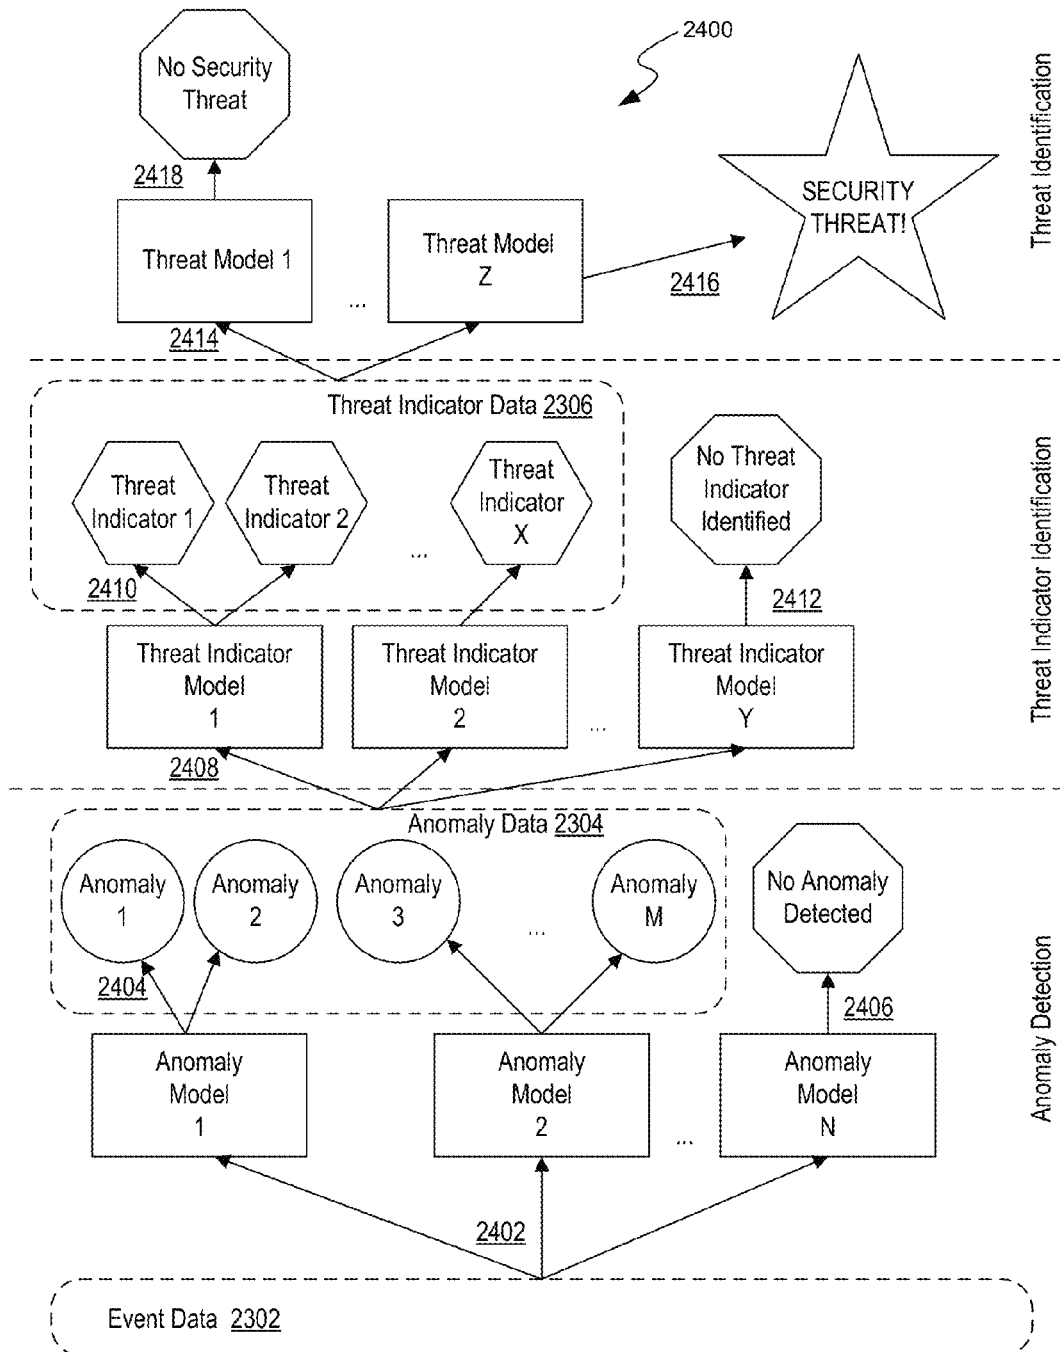 2400
No Security
Threat
2418
Threat Model 1
...
Threat Model
Z
2416
SECURITY
THREAT!
Threat Identification
2414
Threat Indicator Data 2306
Threat
Indicator 1
Threat
Indicator 2
...
Threat
Indicator
X
No Threat
Indicator
Identified
2410
2412
Threat Indicator
Model
1
Threat Indicator
Model
2
...
Threat Indicator
Model
Y
Threat Indicator Identification
2408
Anomaly Data 2304
Anomaly
1
Anomaly
2
Anomaly
3
...
Anomaly
M
No Anomaly
Detected
2404
2406
Anomaly
Model
1
Anomaly
Model
2
...
Anomaly
Model
N
Anomaly Detection
2402
Event Data 2302